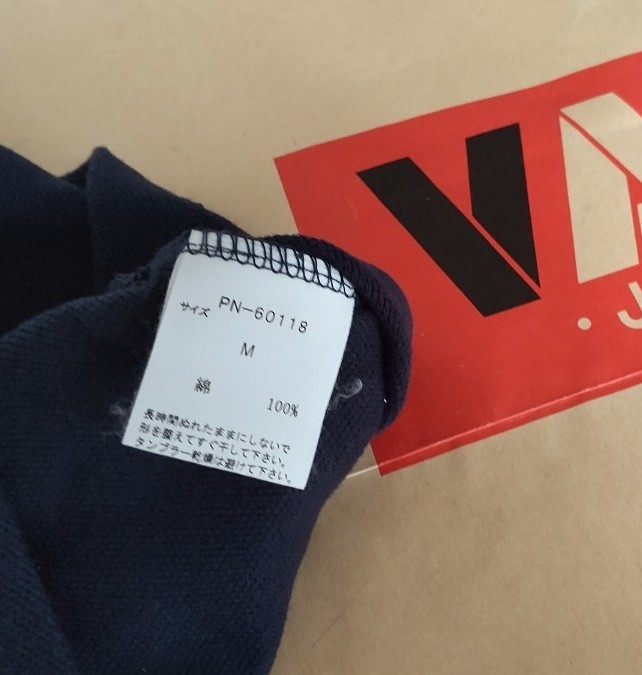 PN-60118
サイズ
M
綿 100%
長時間ぬれたままにしないで
形を整えてすぐ干して下さい。
タンブラー乾燥は避けて下さい。
V
・J